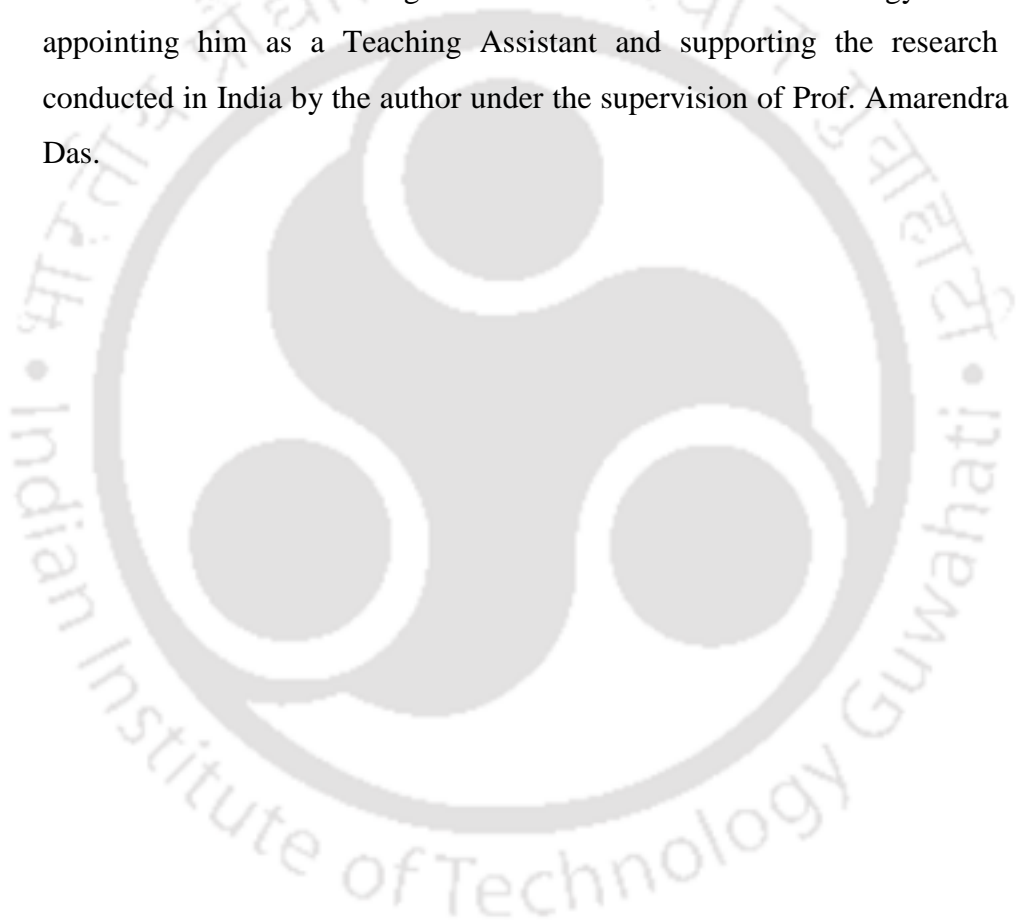 appointing him as a Teaching Assistant and supporting the research
conducted in India by the author under the supervision of Prof. Amarendra
Das.
Indian Institute of Technology Guwahati